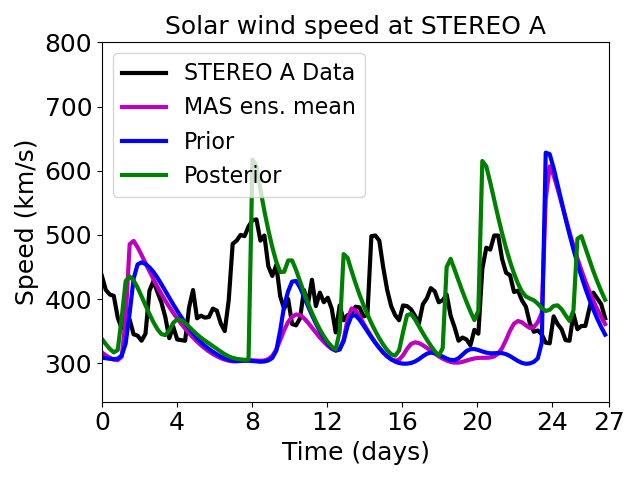 Solar wind speed at STEREO A
800
700
600
500
400
300
Speed (km/s)
STEREO A Data
MAS ens. mean
Prior
Posterior
0 4 8 12 16 20 24 27
Time (days)